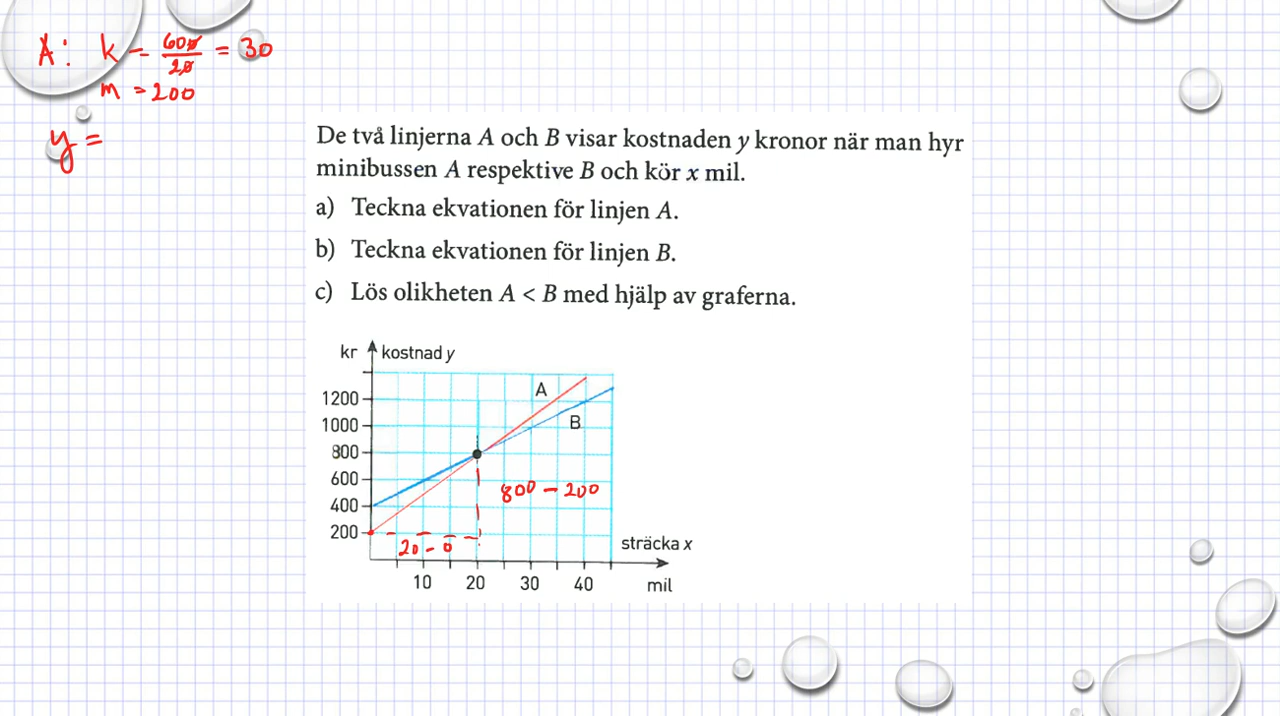 A: k = 600/20 = 30
m = 200
y =
De två linjerna A och B visar kostnaden y kronor när man hyr
minibussen A respektive B och kör x mil.
a) Teckna ekvationen för linjen A.
b) Teckna ekvationen för linjen B.
c) Lös olikheten A < B med hjälp av graferna.
kr kostnad y
1200
1000
800
600
400
200
A
B
800 - 200
20 - 0
sträcka x
10 20 30 40 mil